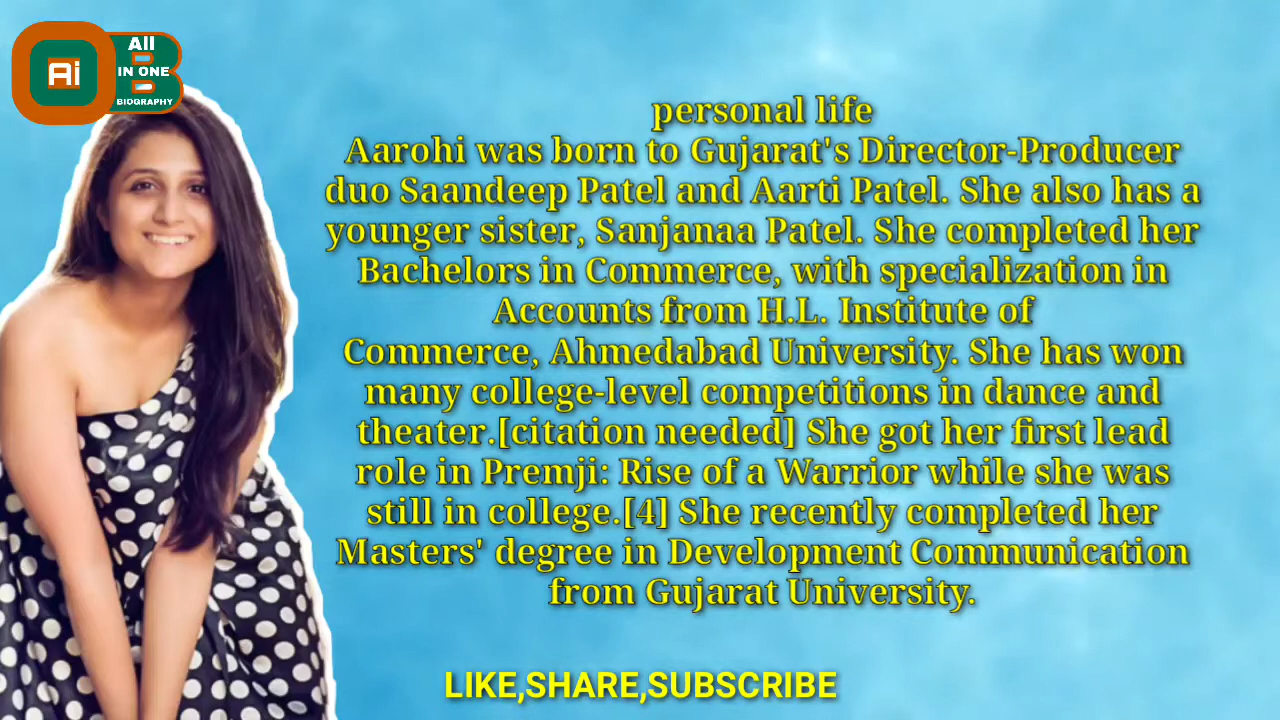 Ai
All
IN ONE
BIOGRAPHY
personal life
Aarohi was born to Gujarat's Director-Producer
duo Saandeep Patel and Aarti Patel. She also has a
younger sister, Sanjanaa Patel. She completed her
Bachelors in Commerce, with specialization in
Accounts from H.L. Institute of
Commerce, Ahmedabad University. She has won
many college-level competitions in dance and
theater.[citation needed] She got her first lead
role in Premji: Rise of a Warrior while she was
still in college.[4] She recently completed her
Masters' degree in Development Communication
from Gujarat University.
LIKE,SHARE,SUBSCRIBE